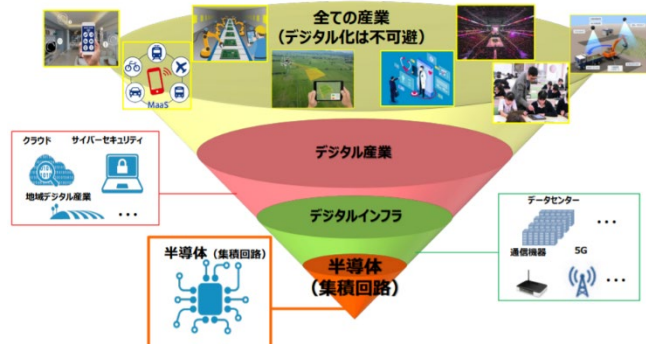 全ての産業
(デジタル化は不可避)
MaaS
デジタル産業
クラウド サイバーセキュリティ
地域デジタル産業
・・・
デジタルインフラ
データセンター
・・・
通信機器 5G
・・・
半導体 (集積回路)
半導体
(集積回路)